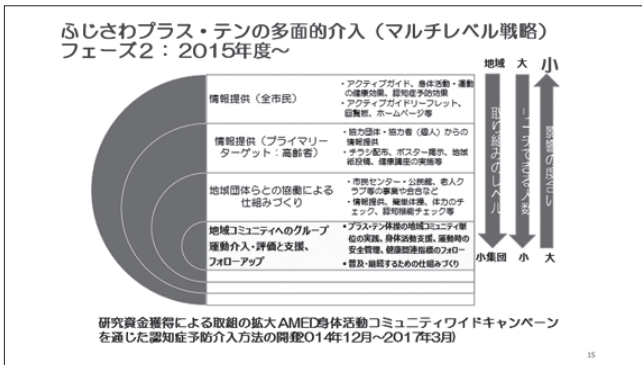 ふじさわプラス・テンの多面的介入（マルチレベル戦略）
フェーズ２：２０１５年度～
情報提供（全市民）
・アクティブガイド、身体活動・運動
の健康効果、認知症予防効果
・アクティブガイドリーフレット、
回覧板、ホームページ等
情報提供（プライマリー
ターゲット：高齢者）
・協力団体・協力者（個人）からの
情報提供
・チラシ配布、ポスター掲示、地域
紙投稿、健康講座の実施等
地域団体らとの協働による
仕組みづくり
・市民センター・公民館、老人ク
ラブ等の事業や会合など
・情報提供、簡単体操、体力のチ
ェック、認知機能チェック等
地域コミュニティへのグループ
運動介入・評価と支援、
フォローアップ
・プラス・テン体操の地域コミュニティ単
位の実践、身体活動支援、運動時の
安全管理、健康関連指標のフォロー
・普及・継続するための仕組みづくり
地域
取り組みのレベル
小集団
大
リーチできる人数
小
小
影響の度合い
大
研究資金獲得による取組の拡大AMED身体活動コミュニティワイドキャンペーン
を通じた認知症予防介入方法の開発2014年12月～2017年3月)
15